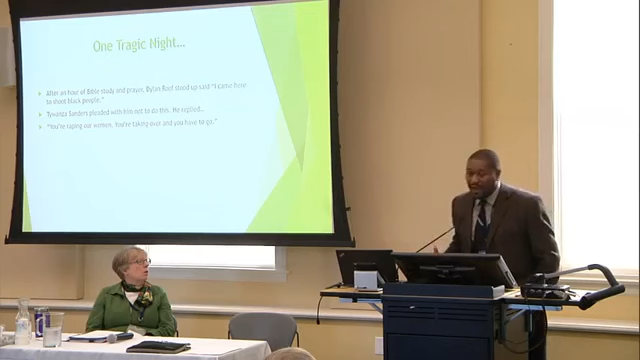 One Tragic Night...
After an hour of Bible study and prayer, Dylan Roof stood up said "I came here
to shoot black people."
Tywanza Sanders pleaded with him not to do this. He replied...
"You're raping our women. You're taking over and you have to go."